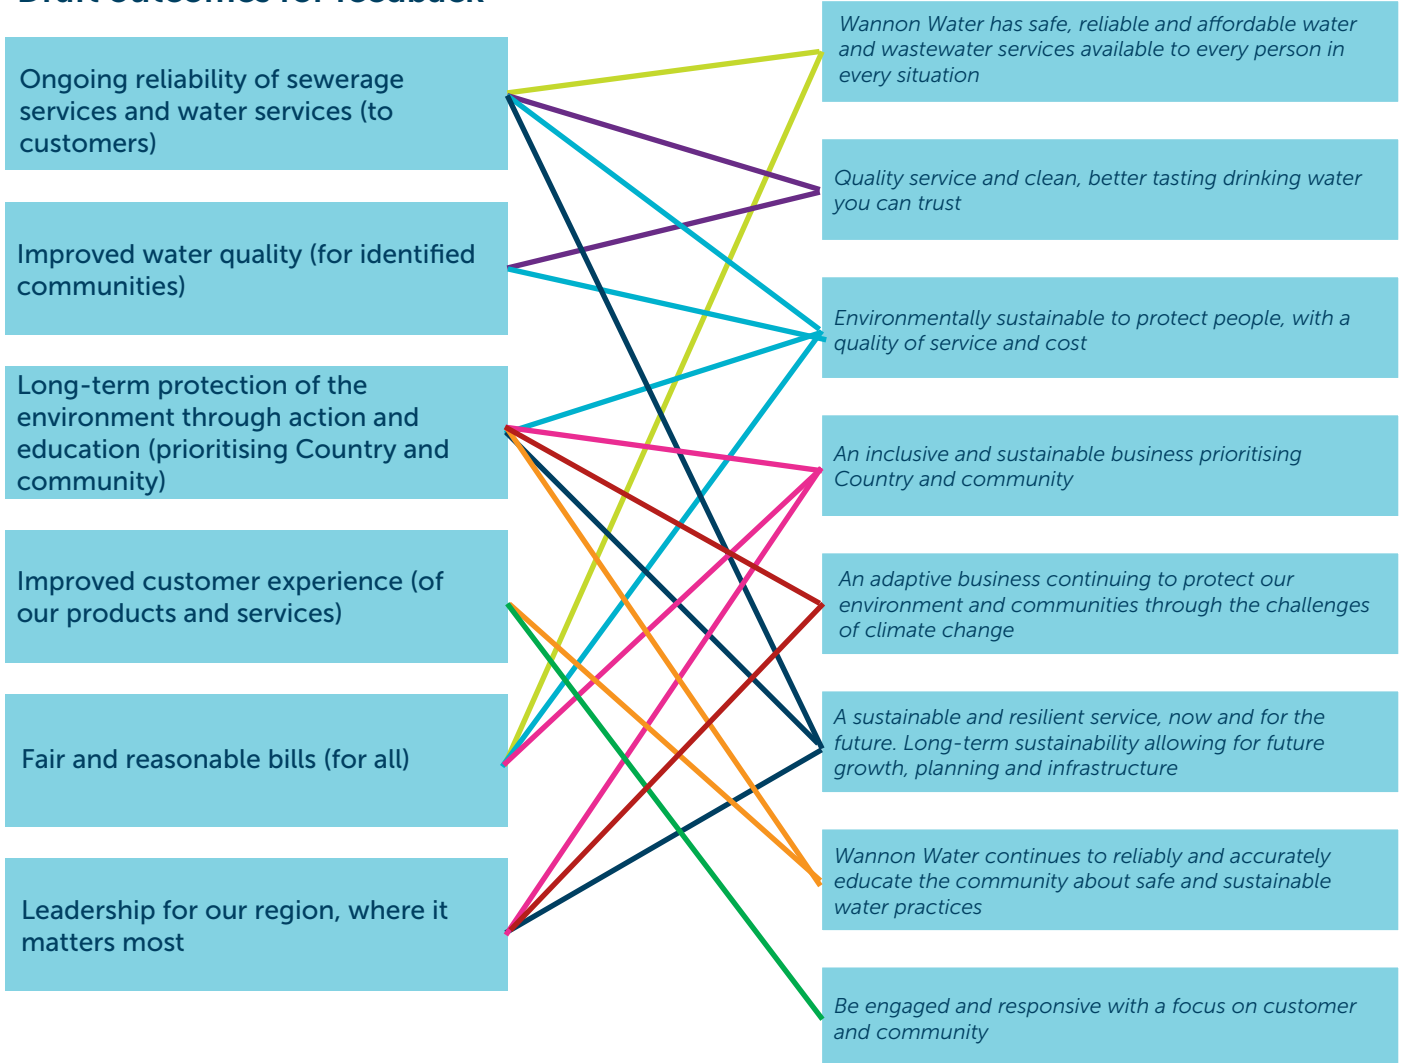 Draft outcomes for feedback
Ongoing reliability of sewerage
services and water services (to
customers)
Improved water quality (for identified
communities)
Long-term protection of the
environment through action and
education (prioritising Country and
community)
Improved customer experience (of
our products and services)
Fair and reasonable bills (for all)
Leadership for our region, where it
matters most
Wannon Water has safe, reliable and affordable water
and wastewater services available to every person in
every situation
Quality service and clean, better tasting drinking water
you can trust
Environmentally sustainable to protect people, with a
quality of service and cost
An inclusive and sustainable business prioritising
Country and community
An adaptive business continuing to protect our
environment and communities through the challenges
of climate change
A sustainable and resilient service, now and for the
future. Long-term sustainability allowing for future
growth, planning and infrastructure
Wannon Water continues to reliably and accurately
educate the community about safe and sustainable
water practices
Be engaged and responsive with a focus on customer
and community